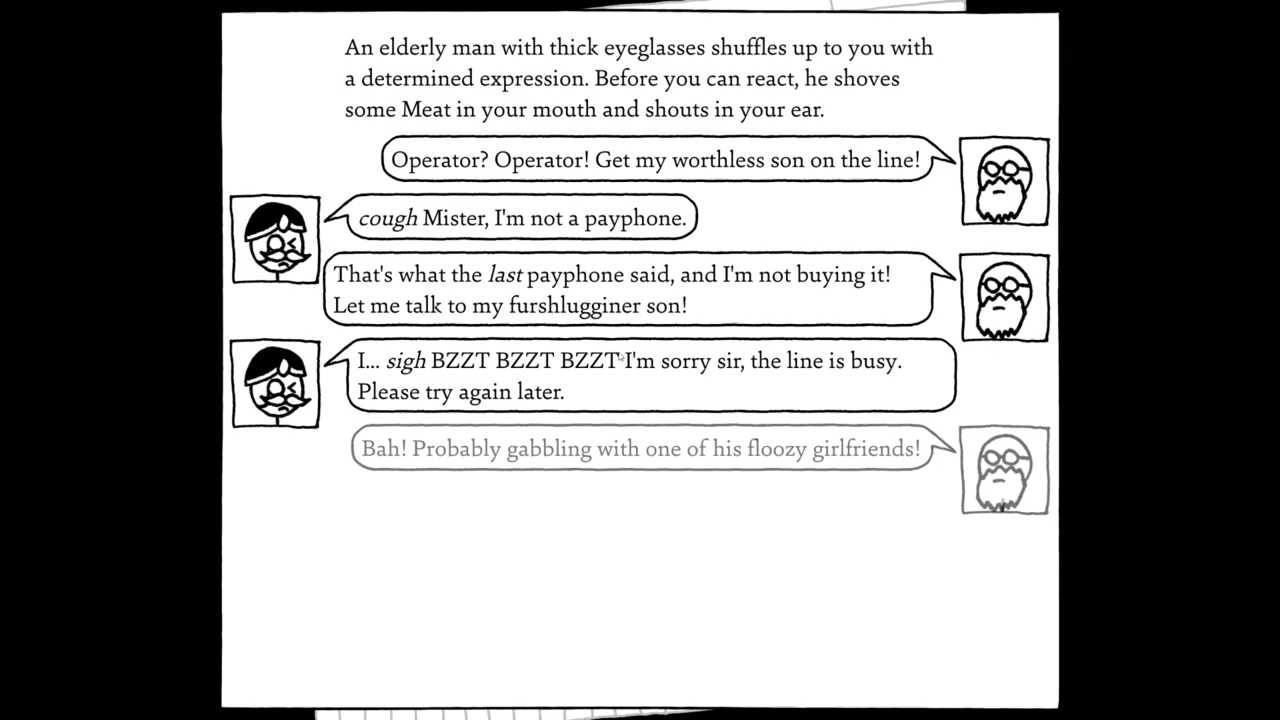 An elderly man with thick eyeglasses shuffles up to you with
a determined expression. Before you can react, he shoves
some Meat in your mouth and shouts in your ear.
Operator? Operator! Get my worthless son on the line!
cough Mister, I'm not a payphone.
That's what the last payphone said, and I'm not buying it!
Let me talk to my furshlugginer son!
I... sigh BZZT BZZT BZZT I'm sorry sir, the line is busy.
Please try again later.
Bah! Probably gabbling with one of his floozy girlfriends!